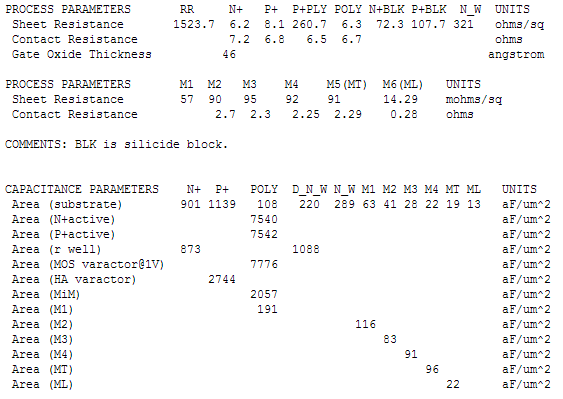 PROCESS PARAMETERS RR N+ P+ P+PLY POLY N+BLK P+BLK N_W UNITS
Sheet Resistance 1523.7 6.2 8.1 260.7 6.3 72.3 107.7 321 ohms/sq
Contact Resistance 7.2 6.8 6.5 6.7 ohms
Gate Oxide Thickness 46 angstrom
PROCESS PARAMETERS M1 M2 M3 M4 M5(MT) M6(ML) UNITS
Sheet Resistance 57 90 95 92 91 14.29 mohms/sq
Contact Resistance 2.7 2.3 2.25 2.29 0.28 ohms
COMMENTS: BLK is silicide block.
CAPACITANCE PARAMETERS N+ P+ POLY D_N_W N_W M1 M2 M3 M4 MT ML UNITS
Area (substrate) 901 1139 108 220 289 63 41 28 22 19 13 aF/um^2
Area (N+active) 7540 aF/um^2
Area (P+active) 7542 aF/um^2
Area (r well) 873 1088 aF/um^2
Area (MOS varactor@1V) 7776 aF/um^2
Area (HA varactor) 2744 aF/um^2
Area (MiM) 2057 aF/um^2
Area (M1) 191 aF/um^2
Area (M2) 116 aF/um^2
Area (M3) 83 aF/um^2
Area (M4) 91 aF/um^2
Area (MT) 96 aF/um^2
Area (ML) 22 aF/um^2